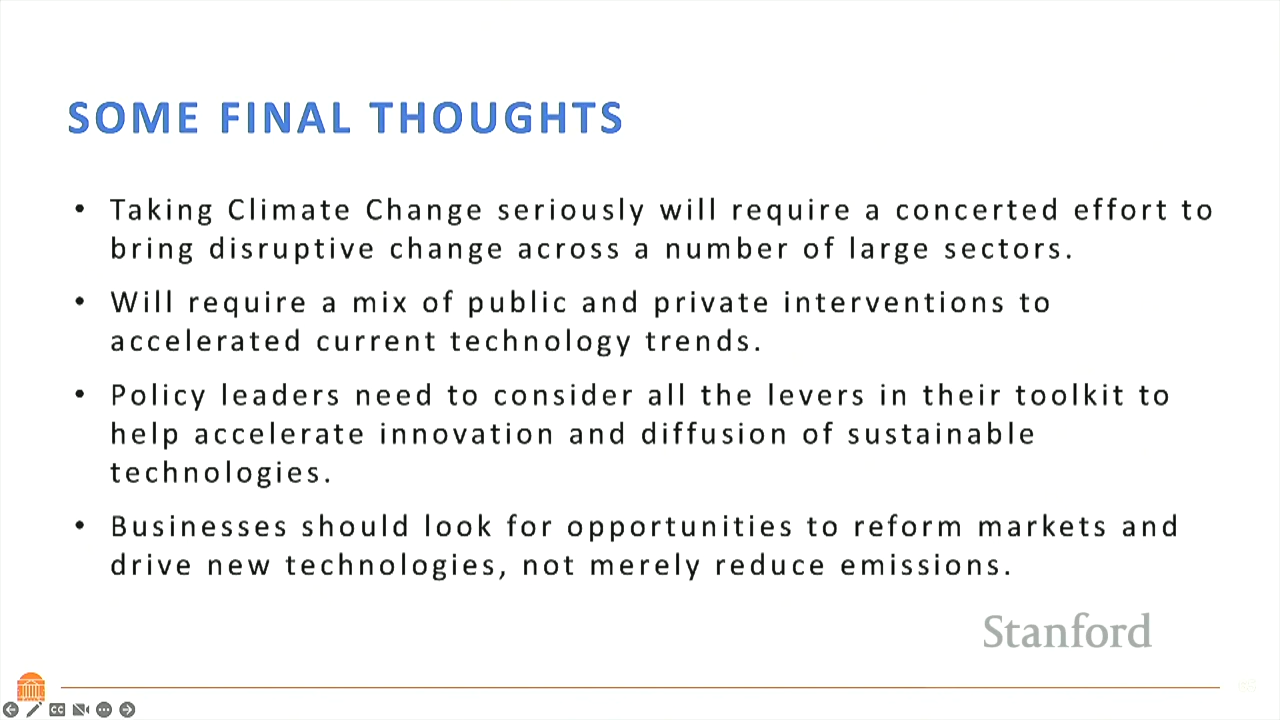 SOME FINAL THOUGHTS
• Taking Climate Change seriously will require a concerted effort to
bring disruptive change across a number of large sectors.
• Will require a mix of public and private interventions to
accelerated current technology trends.
• Policy leaders need to consider all the levers in their toolkit to
help accelerate innovation and diffusion of sustainable
technologies.
• Businesses should look for opportunities to reform markets and
drive new technologies, not merely reduce emissions.
Stanford
CC